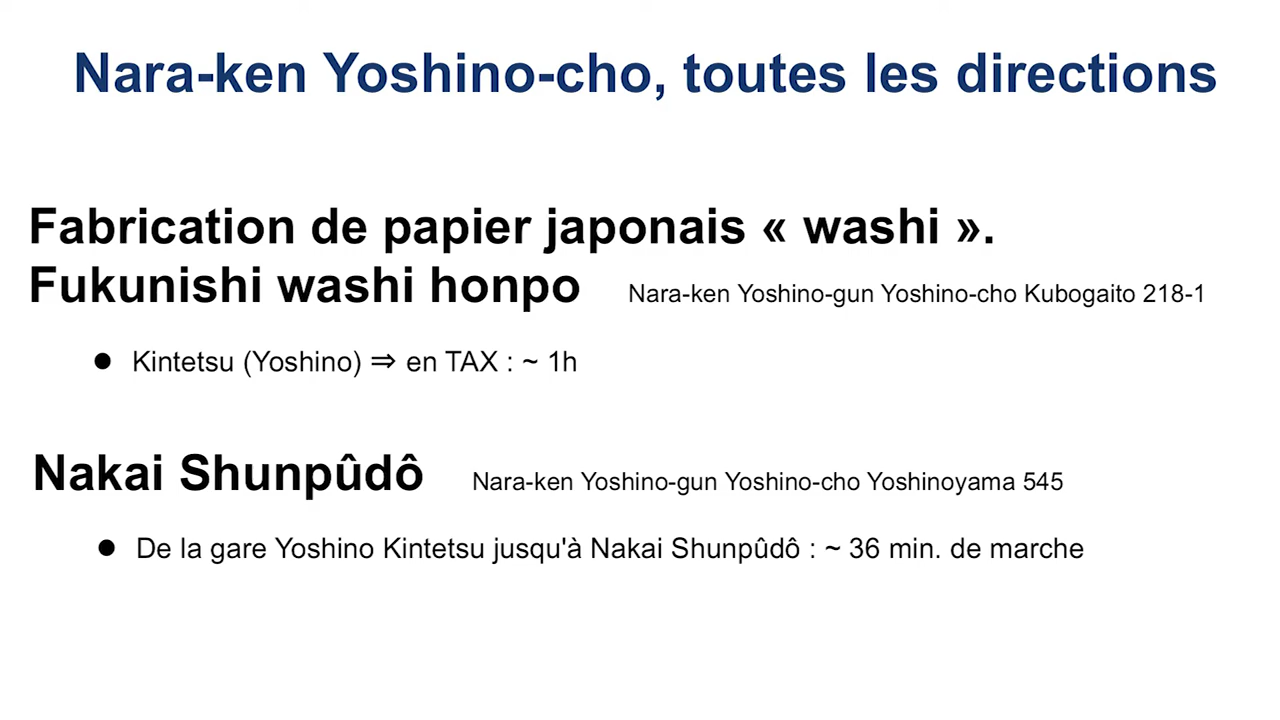 Nara-ken Yoshino-cho, toutes les directions
Fabrication de papier japonais « washi ».
Fukunishi washi honpo Nara-ken Yoshino-gun Yoshino-cho Kubogaito 218-1
● Kintetsu (Yoshino) ⇒ en TAX : ~ 1h
Nakai Shunpûdô Nara-ken Yoshino-gun Yoshino-cho Yoshinoyama 545
● De la gare Yoshino Kintetsu jusqu'à Nakai Shunpûdô : ~ 36 min. de marche